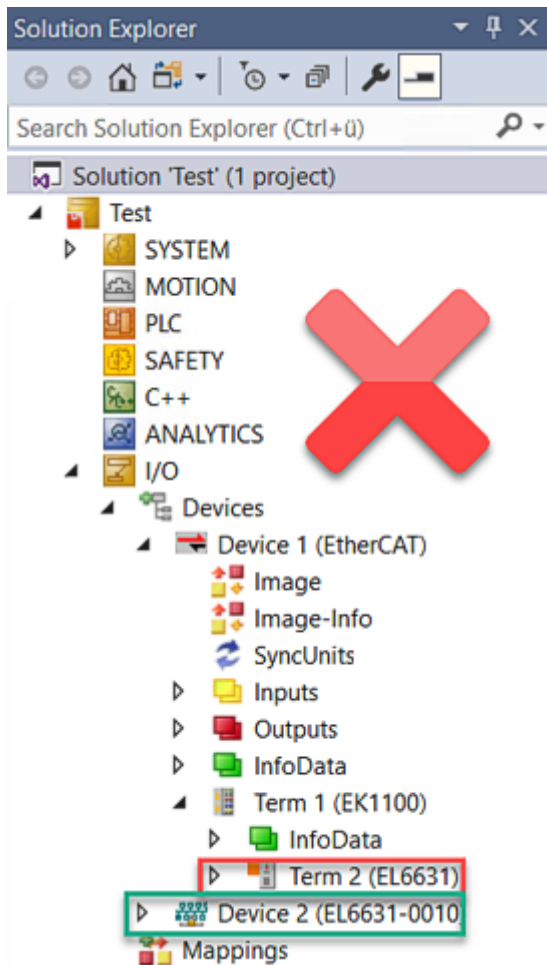 Solution Explorer
Search Solution Explorer (Ctrl+ü)
Solution 'Test' (1 project)
Test
SYSTEM
MOTION
PLC
SAFETY
C++
ANALYTICS
I/O
Devices
Device 1 (EtherCAT)
Image
Image-Info
SyncUnits
Inputs
Outputs
InfoData
Term 1 (EK1100)
InfoData
Term 2 (EL6631)
Device 2 (EL6631-0010
Mappings